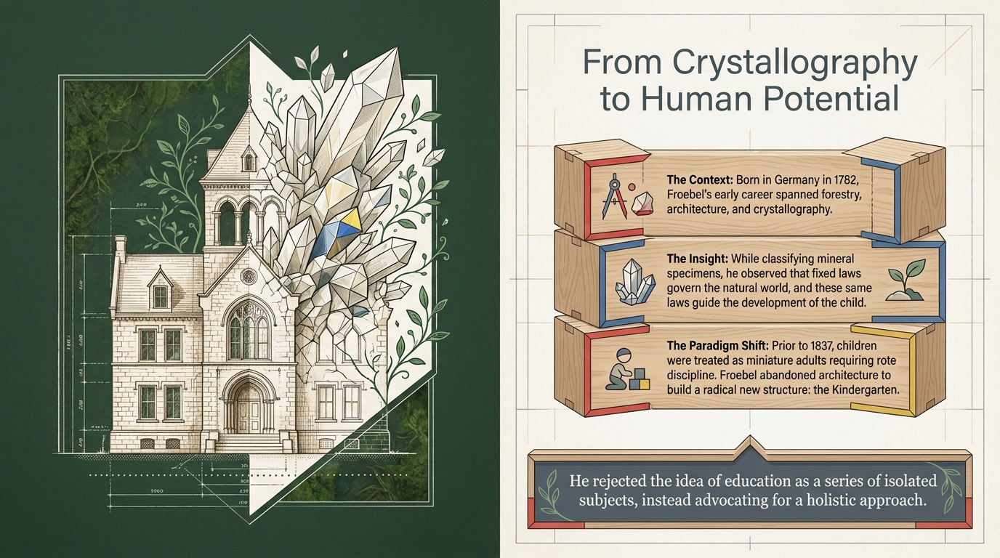 From Crystallography
to Human Potential
The Context: Born in Germany in 1782,
Froebel's early career spanned forestry,
architecture, and crystallography.
The Insight: While classifying mineral
specimens, he observed that fixed laws
govern the natural world, and these same
laws guide the development of the child.
The Paradigm Shift: Prior to 1837, children
were treated as miniature adults requiring rote
discipline. Froebel abandoned architecture to
build a radical new structure: the Kindergarten.
He rejected the idea of education as a series of isolated
subjects, instead advocating for a holistic approach.